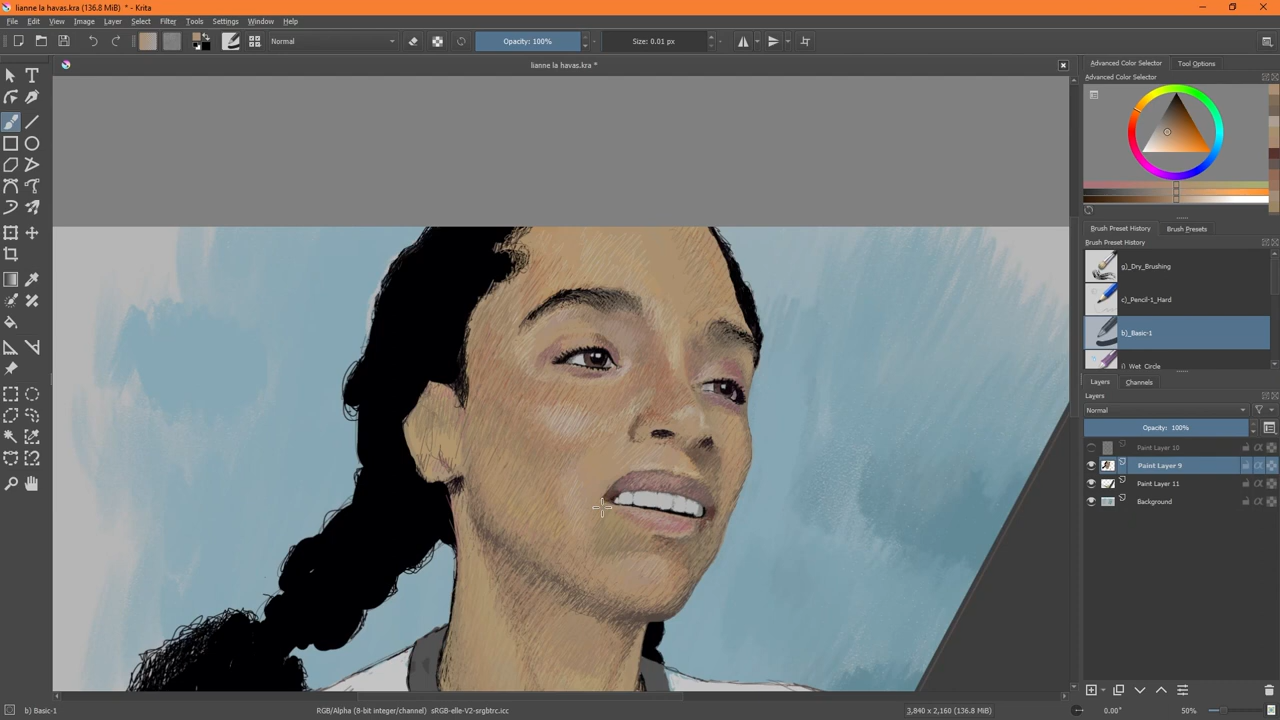 lianne la havas.kra (136.8 MiB) * - Krita
File Edit View Image Layer Select Filter Tools Settings Window Help
Normal Opacity: 100% Size: 0.01 px
lianne la havas.kra *
Advanced Color Selector Tool Options
Advanced Color Selector
Brush Preset History Brush Presets
Brush Preset History
g)_Dry_Brushing
c)_Pencil-1_Hard
b)_Basic-1
i)_Wet_Circle
Layers Channels
Layers
Normal
Opacity: 100%
Paint Layer 10
Paint Layer 9
Paint Layer 11
Background
b) Basic-1 RGB/Alpha (8-bit integer/channel) sRGB-elle-V2-srgbtrc.icc 3,840 x 2,160 (136.8 MiB) 0.00° 50%